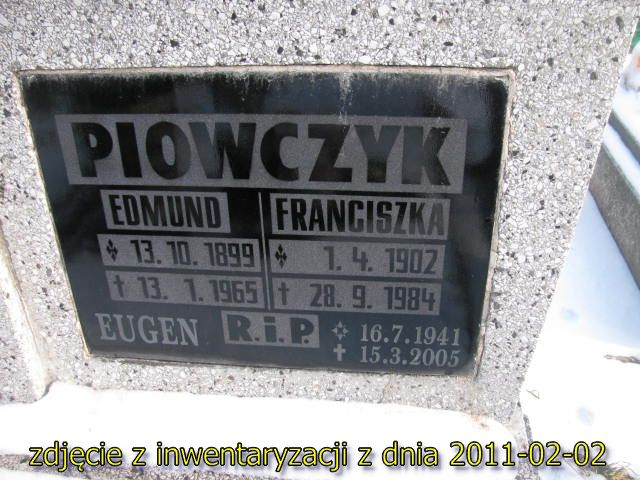 PIOWCZYK
EDMUND FRANCISZKA
13. 10. 1899 1. 4. 1902
† 13. 1. 1965 † 28. 9. 1984
EUGEN R.i.P. 16.7.1941
† 15.3.2005
zdjęcie z inwentaryzacji z dnia 2011-02-02